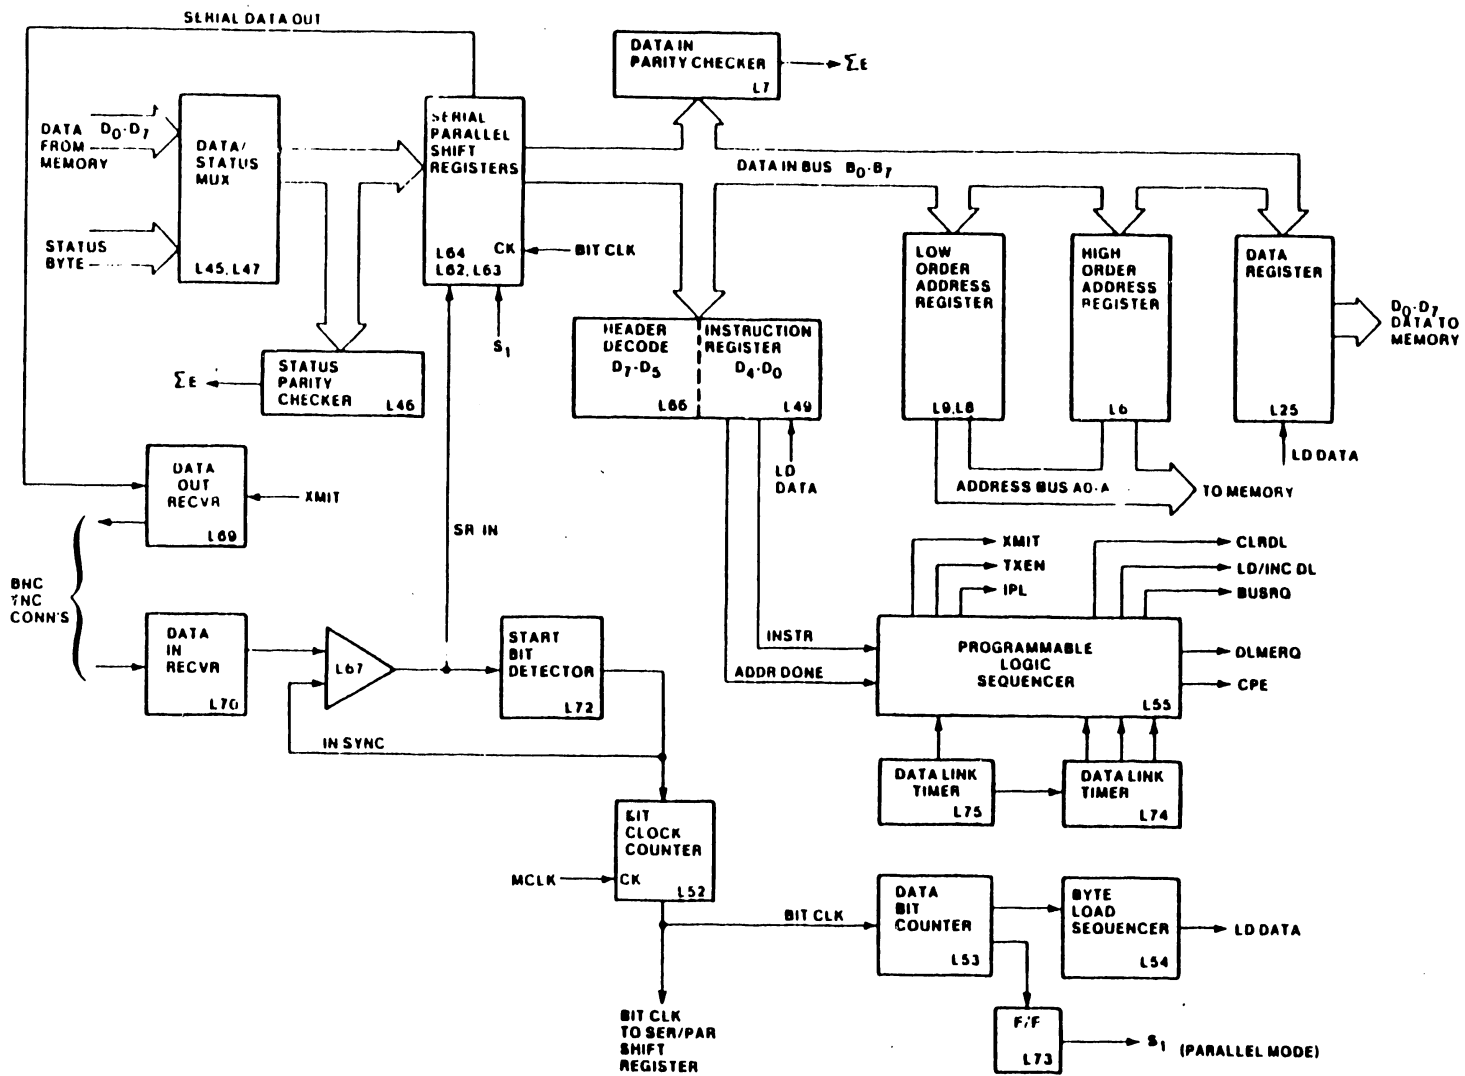 SERIAL DATA OUT
DATA IN
PARITY CHECKER
L7
ΣE
DATA
FROM
MEMORY
D0-D7
DATA/
STATUS
MUX
L45, L47
STATUS
BYTE
SERIAL
PARALLEL
SHIFT
REGISTERS
CK
L64
L62, L63
BIT CLK
S1
DATA IN BUS B0-B7
LOW
ORDER
ADDRESS
REGISTER
L9, L8
HIGH
ORDER
ADDRESS
REGISTER
L6
DATA
REGISTER
L25
D0-D7
DATA TO
MEMORY
LD DATA
HEADER
DECODE
D7-D5
L66
INSTRUCTION
REGISTER
D4-D0
L49
LD
DATA
ΣE
STATUS
PARITY
CHECKER
L46
DATA
OUT
RECVR
L69
XMIT
ADDRESS BUS A0-A
TO MEMORY
SR IN
BNC
TNC
CONN'S
DATA
IN
RECVR
L70
L67
START
BIT
DETECTOR
L72
IN SYNC
XMIT
TXEN
IPL
CLRDL
LD/INC DL
BUSRQ
INSTR
ADDR DONE
PROGRAMMABLE
LOGIC
SEQUENCER
L55
DLMERQ
CPE
DATA LINK
TIMER
L75
DATA LINK
TIMER
L74
BIT
CLOCK
COUNTER
CK
L52
MCLK
BIT CLK
DATA
BIT
COUNTER
L53
BYTE
LOAD
SEQUENCER
L54
LD DATA
BIT CLK
TO SER/PAR
SHIFT
REGISTER
F/F
L73
S1 (PARALLEL MODE)